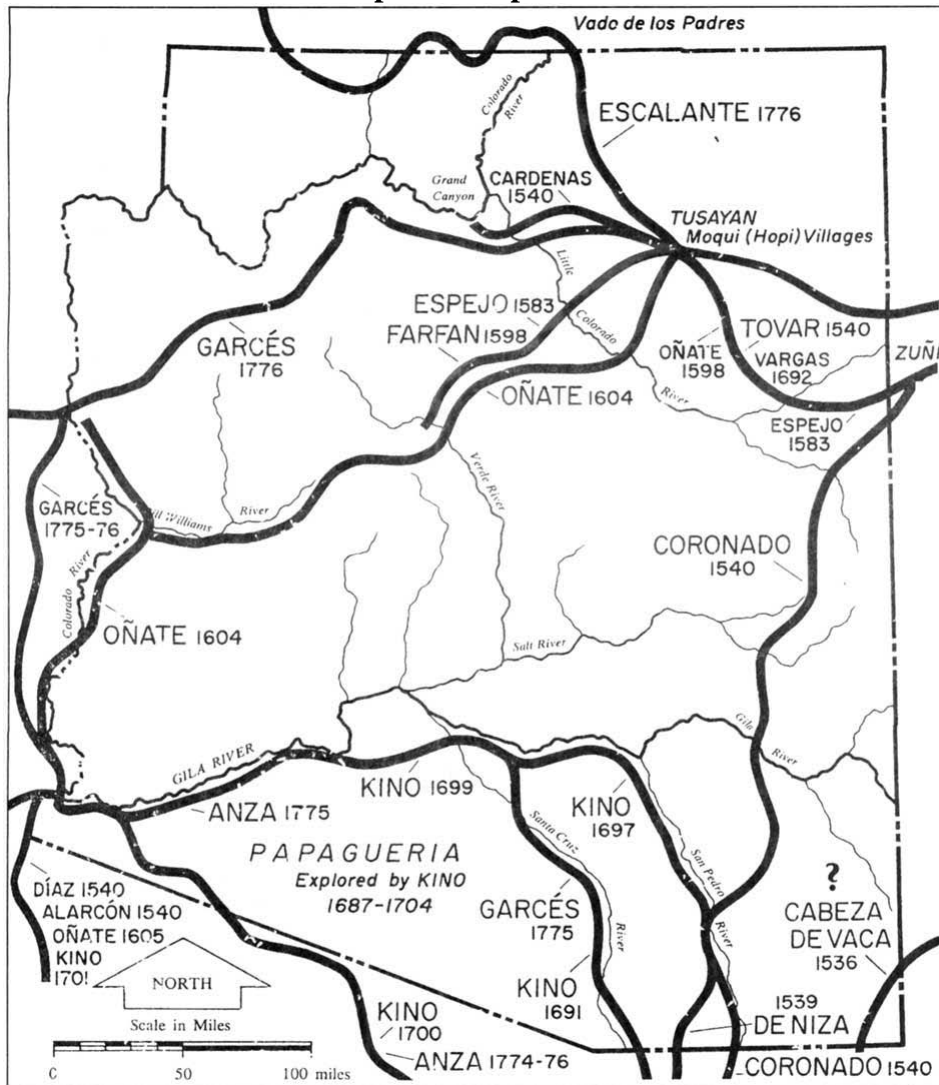 Vado de los Padres
Colorado
River
ESCALANTE 1776
CARDENAS
1540
Grand
Canyon
TUSAYAN
Moqui (Hopi) Villages
Little
Colorado
River
ESPEJO 1583
FARFAN 1598
GARCÉS
1776
OÑATE
1598
TOVAR 1540
VARGAS
1692
ZUÑI
OÑATE 1604
ESPEJO
1583
Verde River
GARCÉS
1775-76
ill Williams
River
CORONADO
1540
Colorado River
OÑATE 1604
Salt River
Gila
River
GILA RIVER
KINO
1699
ANZA 1775
KINO
1697
Santa Cruz
River
San Pedro
River
PAPAGUERIA
Explored by KINO
1687-1704
DÍAZ 1540
ALARCÓN 1540
OÑATE 1605
KINO
1701
GARCÉS
1775
?
CABEZA
DE VACA
1536
NORTH
KINO
1691
1539
DE NIZA
Scale in Miles
0 50 100 miles
KINO
1700
ANZA 1774-76
CORONADO 1540